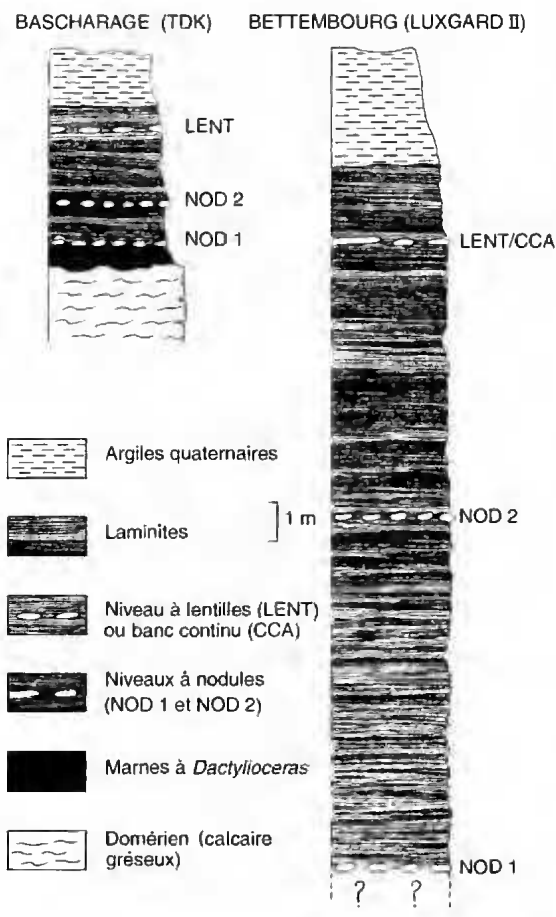 BASCHARAGE (TDK)
BETTEMBOURG (LUXGARD II)
LENT
NOD 2
NOD 1
LENT/CCA
NOD 2
NOD 1
? ?
Argiles quaternaires
Laminites
1 m
Niveau à lentilles (LENT)
ou banc continu (CCA)
Niveaux à nodules
(NOD 1 et NOD 2)
Marnes à Dactylioceras
Domérien (calcaire
gréseux)